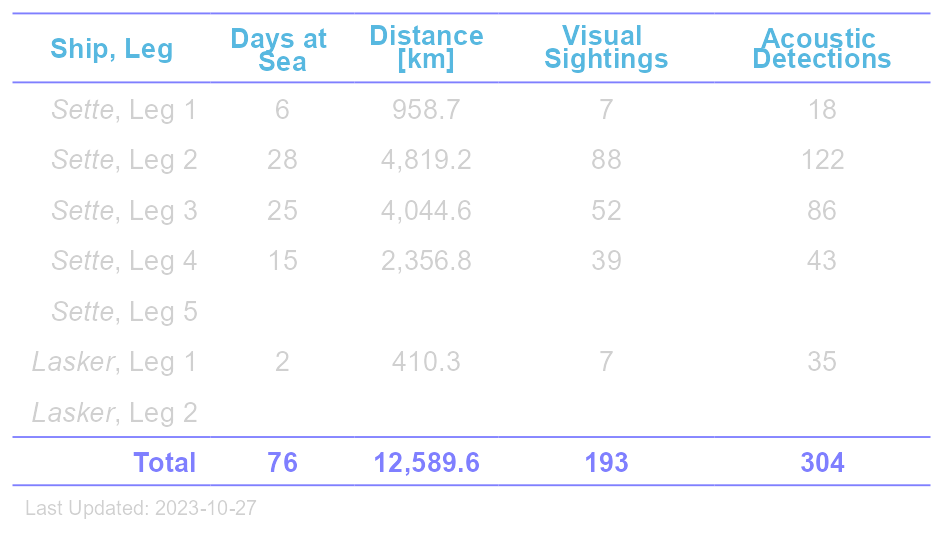 Ship, Leg Days at Sea Distance [km] Visual Sightings Acoustic Detections
Sette, Leg 1 6 958.7 7 18
Sette, Leg 2 28 4,819.2 88 122
Sette, Leg 3 25 4,044.6 52 86
Sette, Leg 4 15 2,356.8 39 43
Sette, Leg 5
Lasker, Leg 1 2 410.3 7 35
Lasker, Leg 2
Total 76 12,589.6 193 304
Last Updated: 2023-10-27